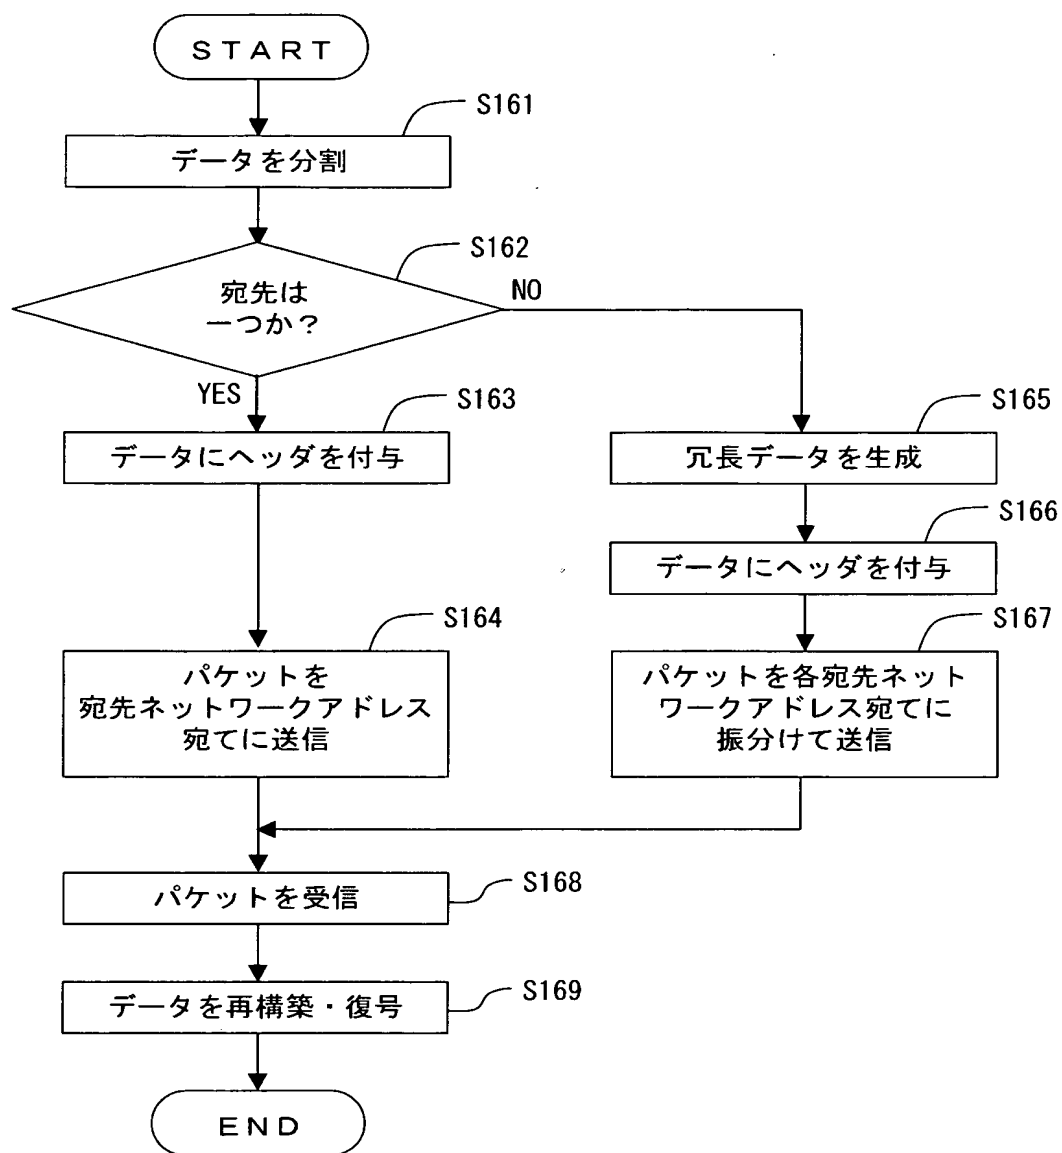 START
S161
データを分割
S162
宛先は
一つか？
NO
YES
S163
データにヘッダを付与
S165
冗長データを生成
S166
データにヘッダを付与
S164
パケットを
宛先ネットワークアドレス
宛てに送信
S167
パケットを各宛先ネット
ワークアドレス宛てに
振分けて送信
S168
パケットを受信
S169
データを再構築・復号
END